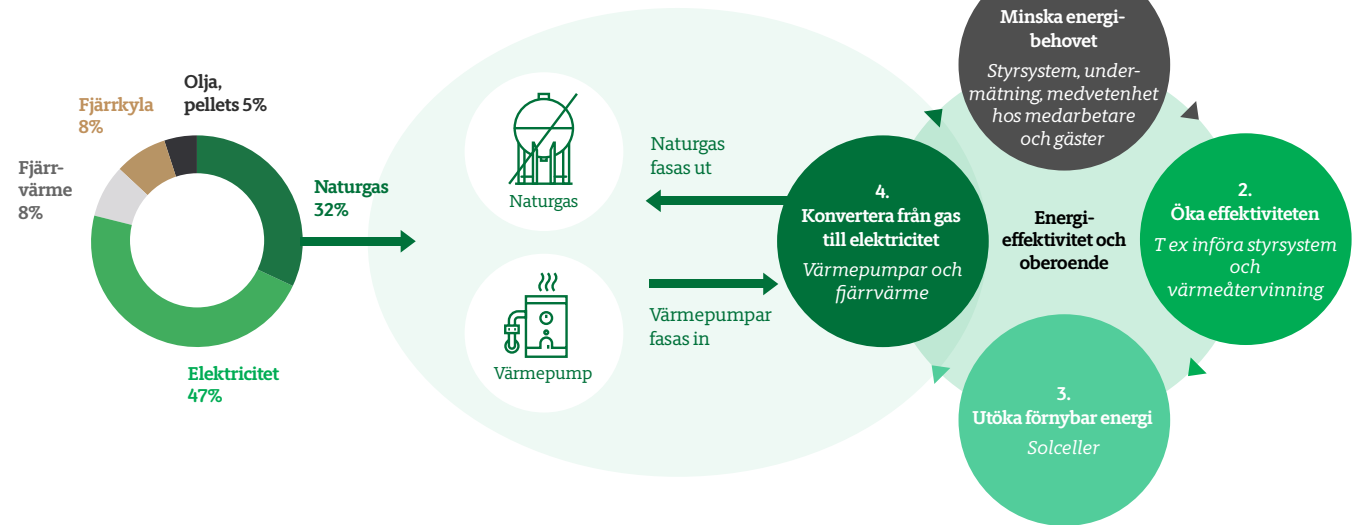 Olja,
pellets 5%
Fjärrkyla
8%
Fjärr-
värme
8%
Naturgas
32%
Elektricitet
47%
Naturgas
Värmepump
Naturgas
fasas ut
Värmepumpar
fasas in
4.
Konvertera från gas
till elektricitet
Värmepumpar och
fjärrvärme
Minska energi-
behovet
Styrsystem, under-
mätning, medvetenhet
hos medarbetare
och gäster
Energi-
effektivitet och
oberoende
2.
Öka effektiviteten
T ex införa styrsystem
och
värmeåtervinning
3.
Utöka förnybar energi
Solceller